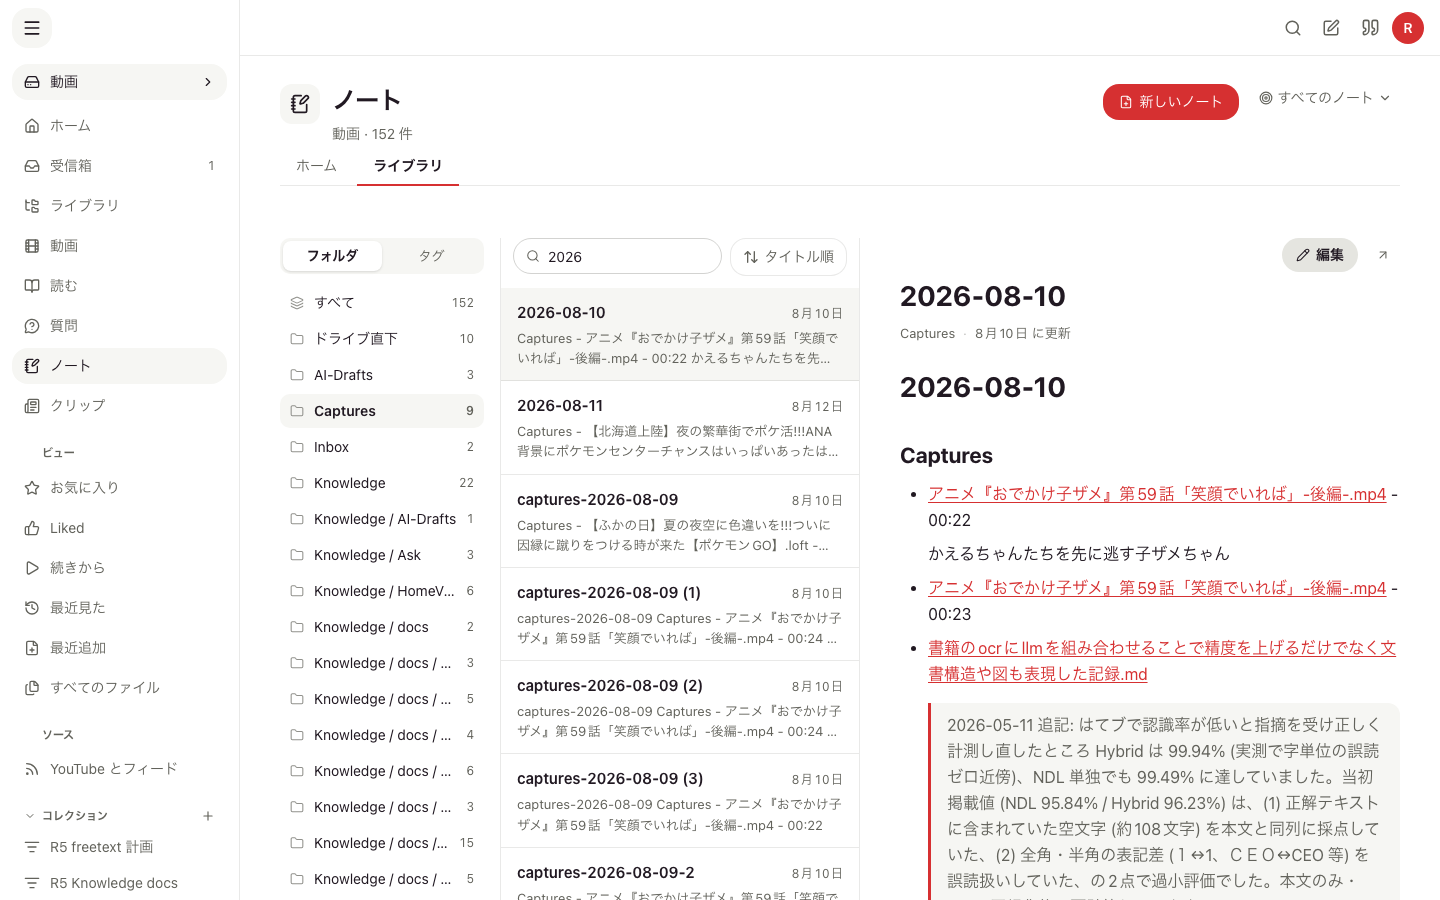 R
動画
ホーム
受信箱 1
ライブラリ
動画
読む
質問
ノート
クリップ
ビュー
お気に入り
Liked
続きから
最近見た
最近追加
すべてのファイル
ソース
YouTube とフィード
コレクション
R5 freetext 計画
R5 Knowledge docs
ノート
動画 · 152 件
新しいノート
すべてのノート
ホーム
ライブラリ
フォルダ
タグ
すべて 152
ドライブ直下 10
AI-Drafts 3
Captures 9
Inbox 2
Knowledge 22
Knowledge / AI-Drafts 1
Knowledge / Ask 3
Knowledge / HomeV... 6
Knowledge / docs 2
Knowledge / docs / ... 3
Knowledge / docs / ... 5
Knowledge / docs / ... 4
Knowledge / docs / ... 6
Knowledge / docs / ... 3
Knowledge / docs /... 15
Knowledge / docs / ... 5
2026
タイトル順
2026-08-10 8月10日
Captures - アニメ『おでかけ子ザメ』第59話「笑顔で
いれば」-後編-.mp4 - 00:22 かえるちゃんたちを先...
2026-08-11 8月12日
Captures - 【北海道上陸】夜の繁華街でポケ活!!!ANA
背景にポケモンセンターチャンスはいっぱいあったは...
captures-2026-08-09 8月10日
Captures - 【ふかの日】夏の夜空に色違いを!!!ついに
因縁に蹴りをつける時が来た【ポケモンGO】.loft -...
captures-2026-08-09 (1) 8月10日
captures-2026-08-09 Captures - アニメ『おでかけ子
ザメ』第59話「笑顔でいれば」-後編-.mp4 - 00:24 ...
captures-2026-08-09 (2) 8月10日
captures-2026-08-09 Captures - アニメ『おでかけ子
ザメ』第59話「笑顔でいれば」-後編-.mp4 - 00:24 ...
captures-2026-08-09 (3) 8月10日
captures-2026-08-09 Captures - アニメ『おでかけ子
ザメ』第59話「笑顔でいれば」-後編-.mp4 - 00:22
captures-2026-08-09-2 8月10日
Captures - アニメ『おでかけ子ザメ』第59話「笑顔で
編集
2026-08-10
Captures · 8月10日 に更新
2026-08-10
Captures
アニメ『おでかけ子ザメ』第59話「笑顔でいれば」-後編-.mp4 -
00:22
かえるちゃんたちを先に逃す子ザメちゃん
アニメ『おでかけ子ザメ』第59話「笑顔でいれば」-後編-.mp4 -
00:23
書籍のocrにllmを組み合わせることで精度を上げるだけでなく文
書構造や図も表現した記録.md
2026-05-11 追記: はてブで認識率が低いと指摘を受け正しく
計測し直したところ Hybrid は 99.94% (実測で字単位の誤読
ゼロ近傍)、NDL 単独でも 99.49% に達していました。当初
掲載値 (NDL 95.84% / Hybrid 96.23%) は、(1) 正解テキスト
に含まれていた空文字 (約108文字) を本文と同列に採点して
いた、(2) 全角・半角の表記差 (１↔1、ＣＥＯ↔CEO 等) を
誤読扱いしていた、の2点で過小評価でした。本文のみ・